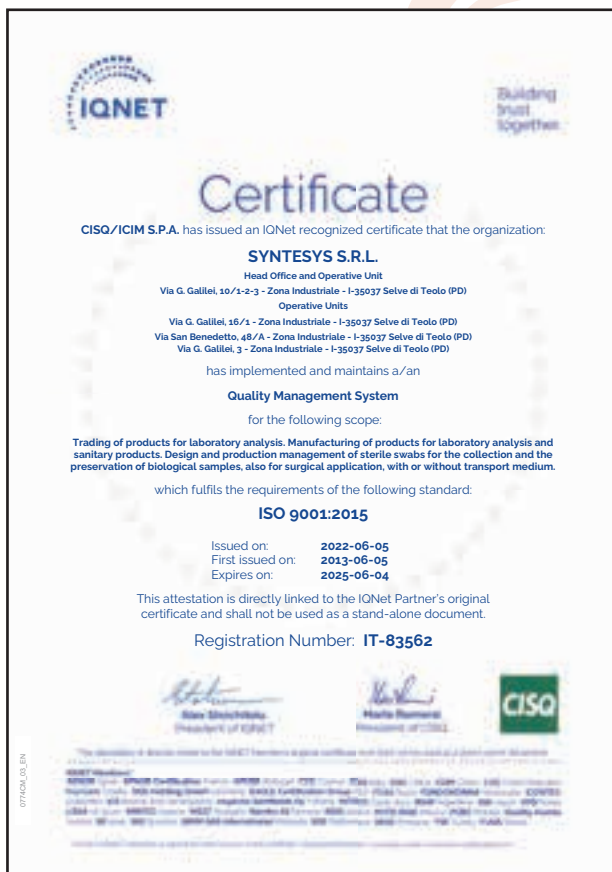 IQNET
Building
trust
together.
Certificate
CISQ/ICIM S.P.A. has issued an IQNet recognized certificate that the organization:
SYNTESYS S.R.L.
Head Office and Operative Unit
Via G. Galilei, 10/1-2-3 - Zona Industriale - I-35037 Selve di Teolo (PD)
Operative Units
Via G. Galilei, 16/1 - Zona Industriale - I-35037 Selve di Teolo (PD)
Via San Benedetto, 48/A - Zona Industriale - I-35037 Selve di Teolo (PD)
Via G. Galilei, 3 - Zona Industriale - I-35037 Selve di Teolo (PD)
has implemented and maintains a/an
Quality Management System
for the following scope:
Trading of products for laboratory analysis. Manufacturing of products for laboratory analysis and
sanitary products. Design and production management of sterile swabs for the collection and the
preservation of biological samples, also for surgical application, with or without transport medium.
which fulfils the requirements of the following standard:
ISO 9001:2015
Issued on: 2022-06-05
First issued on: 2013-06-05
Expires on: 2025-06-04
This attestation is directly linked to the IQNet Partner's original
certificate and shall not be used as a stand-alone document.
Registration Number: IT-83562
President of IQNET
President of CISQ
CISQ
0774CM_03_EN